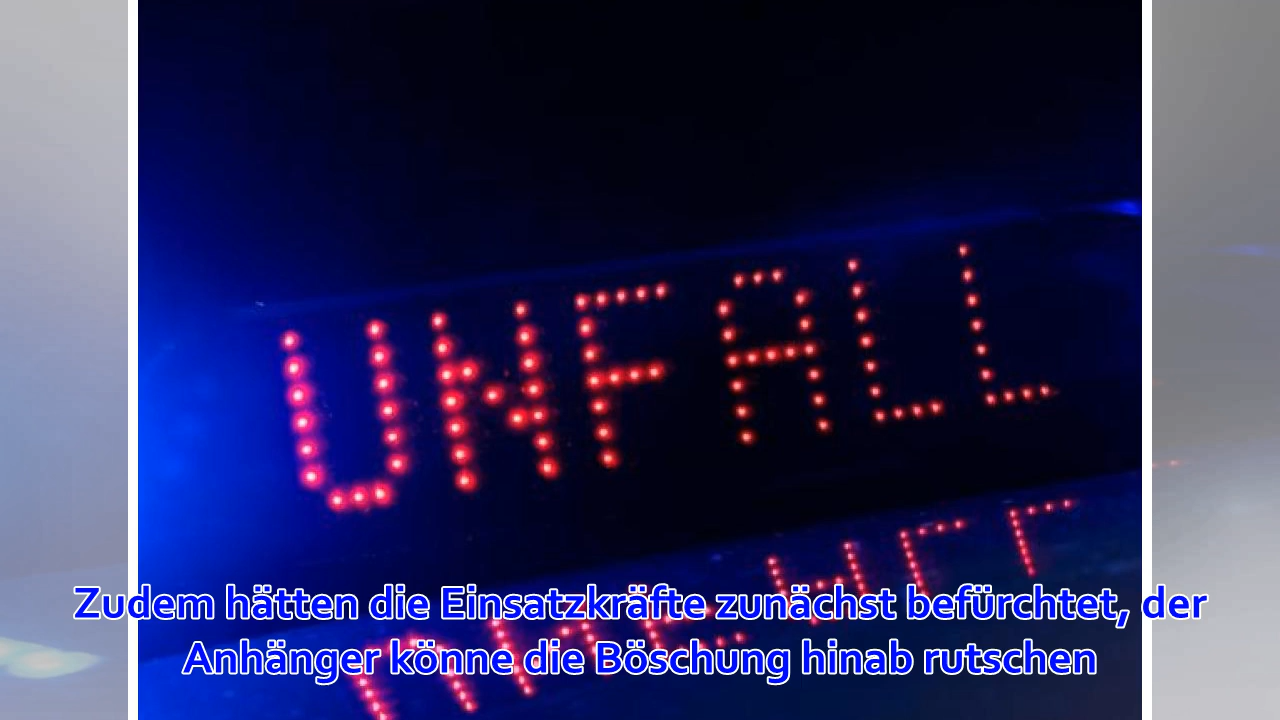 UNFALL
Zudem hätten die Einsatzkräfte zunächst befürchtet, der
Anhänger könne die Böschung hinab rutschen